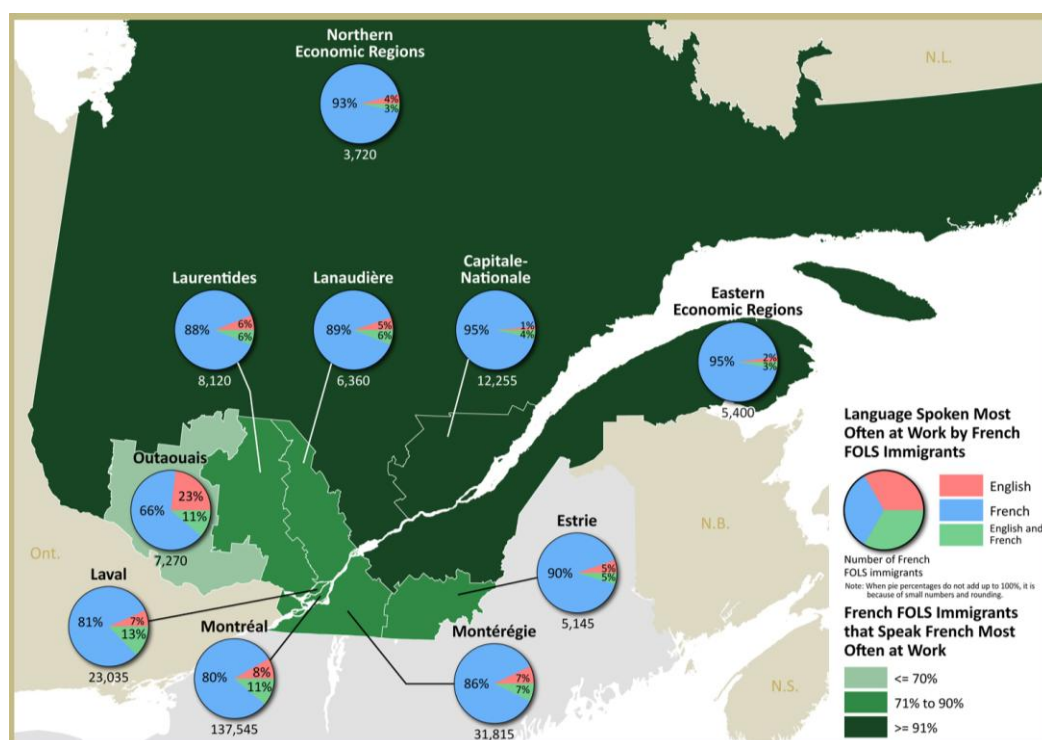 Northern
Economic Regions
93%
4%
3%
3,720
N.L.
Laurentides
88%
6%
6%
8,120
Lanaudière
89%
5%
6%
6,360
Capitale-
Nationale
95%
1%
4%
12,255
Eastern
Economic Regions
95%
2%
3%
5,400
Outaouais
66%
23%
11%
7,270
Ont.
Laval
81%
7%
13%
23,035
Montréal
80%
8%
11%
137,545
Montérégie
86%
7%
7%
31,815
Estrie
90%
5%
5%
5,145
N.B.
N.S.
Language Spoken Most
Often at Work by French
FOLS Immigrants
English
French
English and
French
Number of French
FOLS immigrants
Note: When pie percentages do not add up to 100%, it is
because of small numbers and rounding.
French FOLS Immigrants
that Speak French Most
Often at Work
<= 70%
71% to 90%
>= 91%